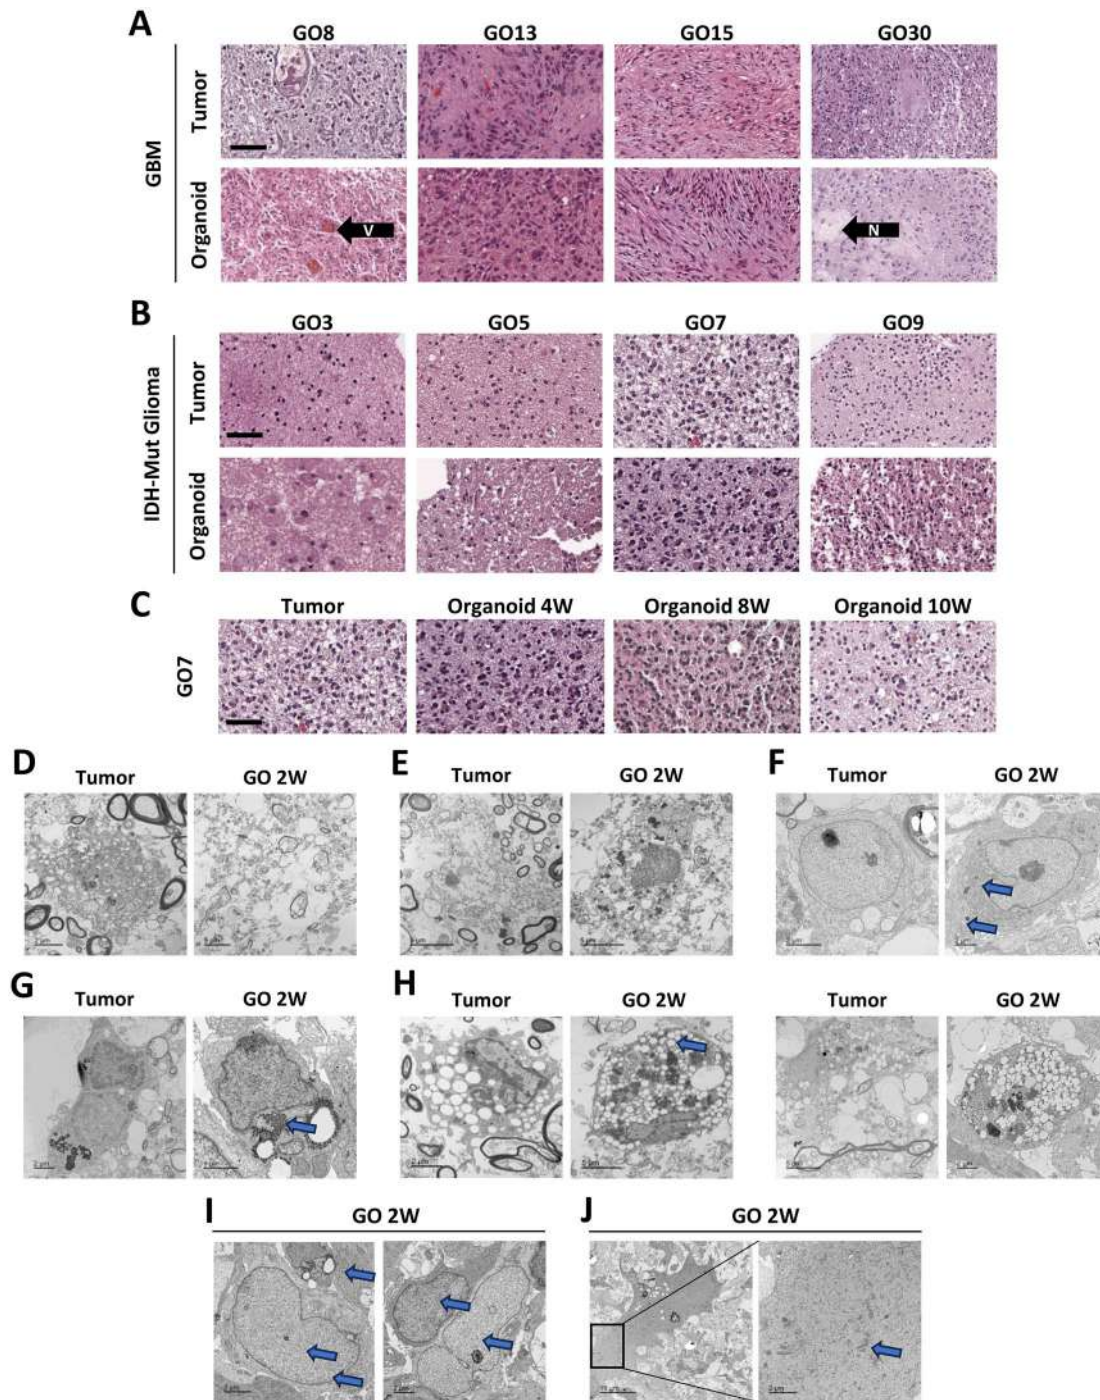 A
GO8 GO13 GO15 GO30
GBM
Tumor
Organoid
V
N
B
GO3 GO5 GO7 GO9
IDH-Mut Glioma
Tumor
Organoid
C
Tumor Organoid 4W Organoid 8W Organoid 10W
GO7
D E F
Tumor GO 2W Tumor GO 2W Tumor GO 2W
G H
Tumor GO 2W Tumor GO 2W Tumor GO 2W
I J
GO 2W GO 2W